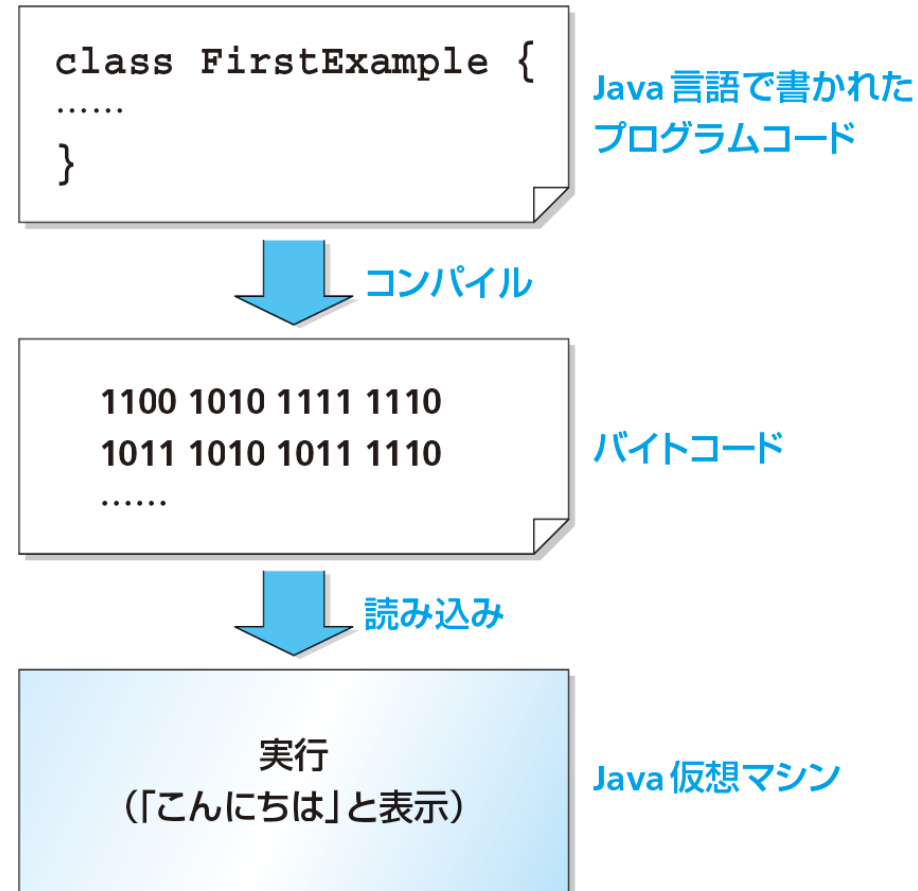 class FirstExample {
……
}
Java言語で書かれた
プログラムコード
コンパイル
1100 1010 1111 1110
1011 1010 1011 1110
……
バイトコード
読み込み
実行
（「こんにちは」と表示）
Java仮想マシン